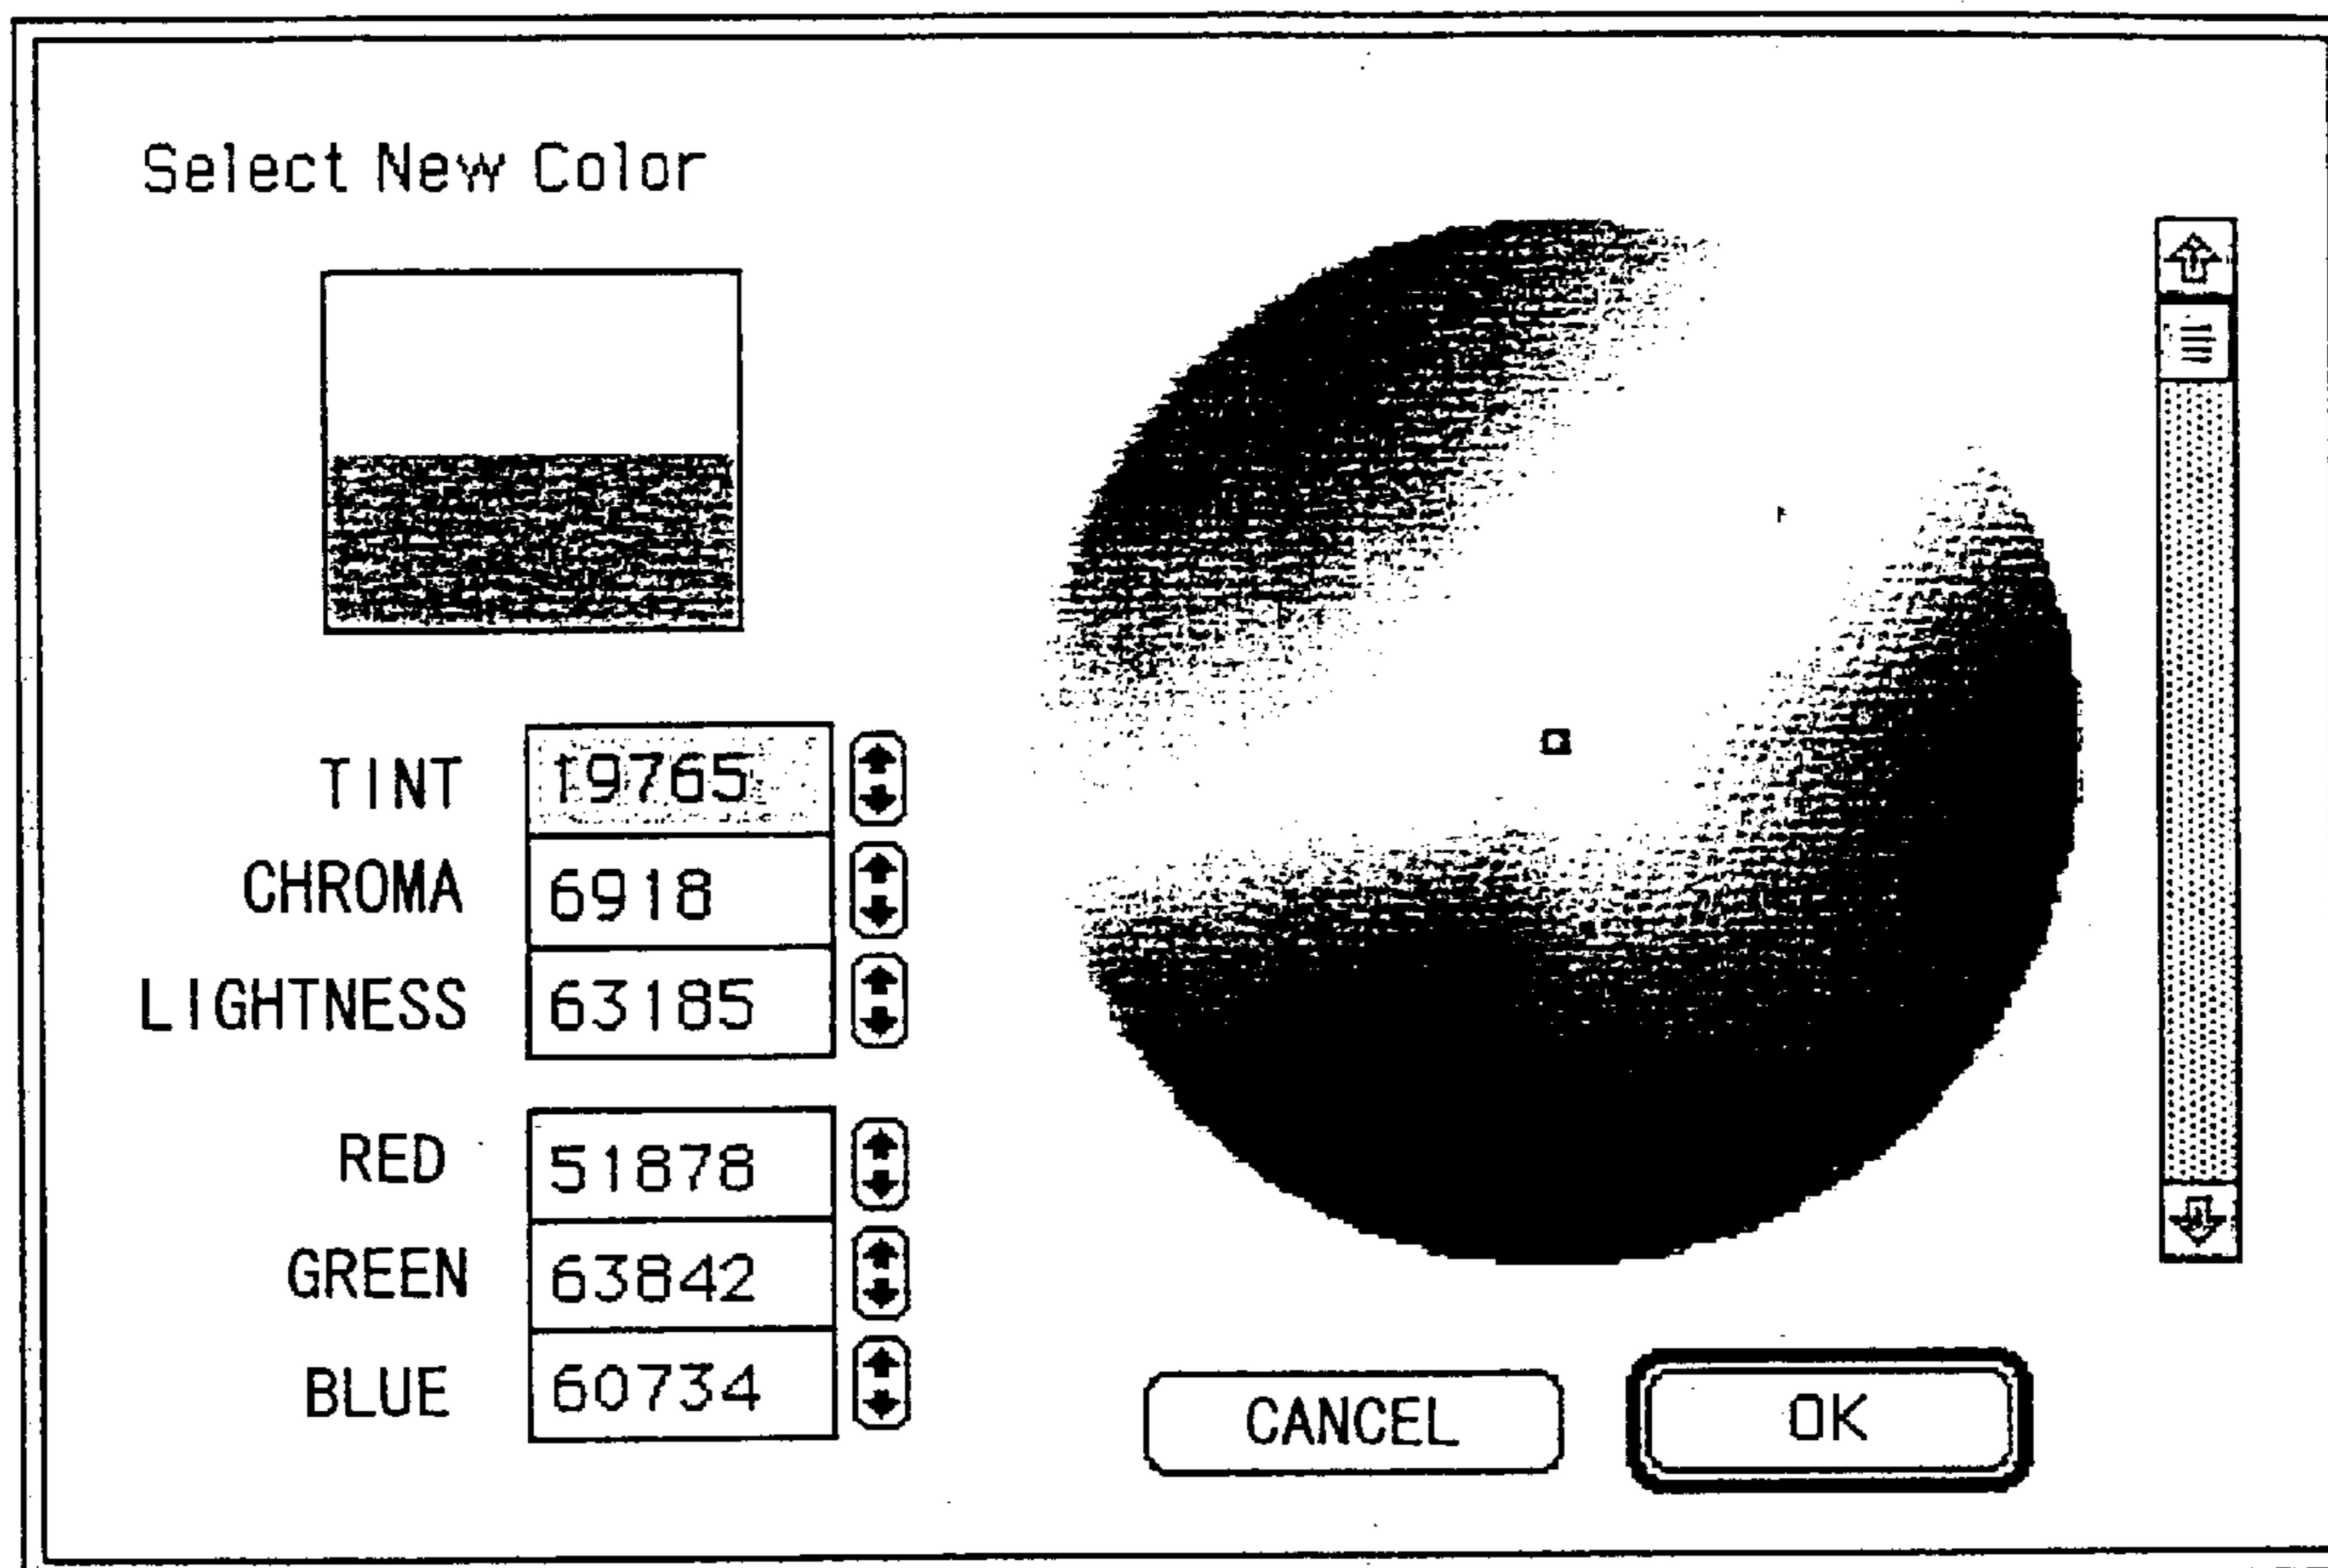 Select New Color
TINT 19765
CHROMA 6918
LIGHTNESS 63185
RED 51878
GREEN 63842
BLUE 60734
CANCEL OK